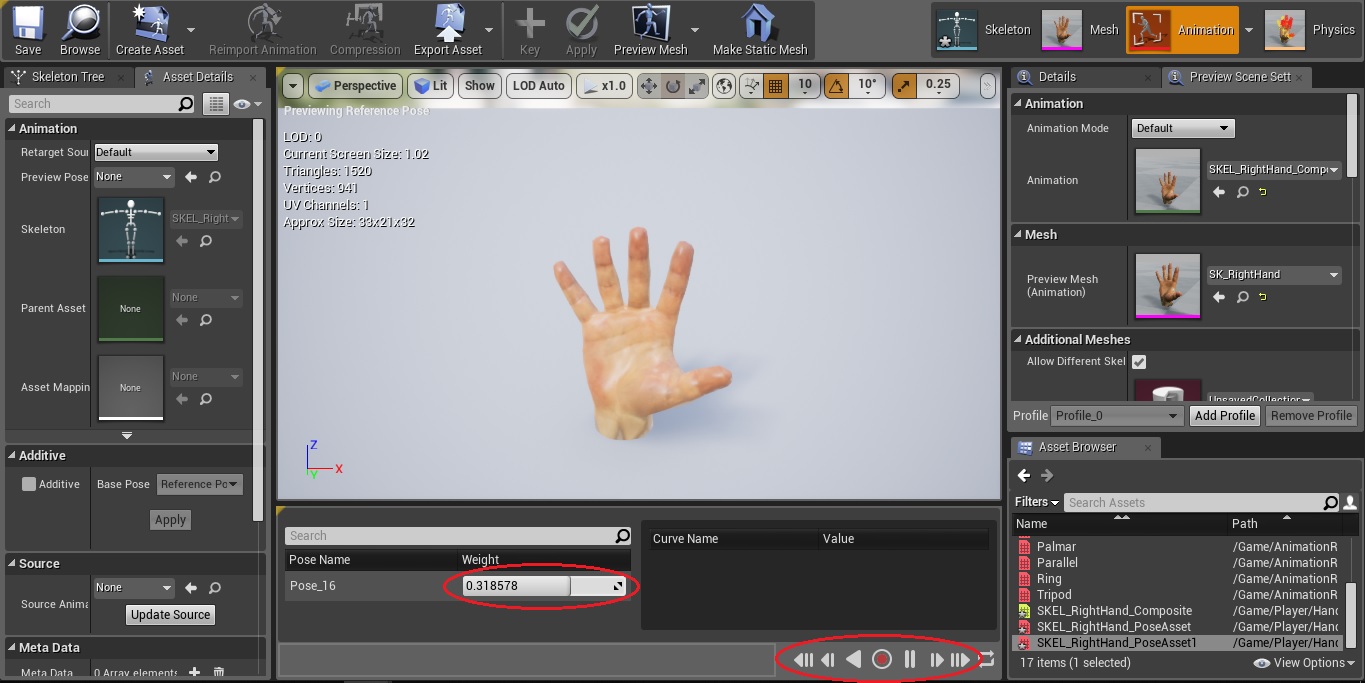 Save Browse Create Asset Reimport Animation Compression Export Asset Key Apply Preview Mesh Make Static Mesh
Skeleton Mesh Animation Physics
Skeleton Tree Asset Details
Search
Animation
Retarget Sour Default
Preview Pose None
Skeleton SKEL_Right
Parent Asset None None
Asset Mappin None None
Additive
Additive Base Pose Reference Po
Apply
Source
Source Anima None
Update Source
Meta Data
Meta Data 0 Array elements
Perspective Lit Show LOD Auto x1.0 10 10° 0.25
Previewing Reference Pose
LOD: 0
Current Screen Size: 1.02
Triangles: 1520
Vertices: 941
UV Channels: 1
Approx Size: 33x21x32
Z
X
Y
Search
Pose Name Weight
Pose_16 0.318578
Curve Name Value
Details Preview Scene Sett
Animation
Animation Mode Default
Animation SKEL_RightHand_Compo
Mesh
Preview Mesh (Animation) SK_RightHand
Additional Meshes
Allow Different Skel
UnsavedCollection
Profile Profile_0 Add Profile Remove Profile
Asset Browser
Filters Search Assets
Name Path
Palmar /Game/AnimationR
Parallel /Game/AnimationR
Ring /Game/AnimationR
Tripod /Game/AnimationR
SKEL_RightHand_Composite /Game/Player/Hand
SKEL_RightHand_PoseAsset /Game/Player/Hand
SKEL_RightHand_PoseAsset1 /Game/Player/Hand
17 items (1 selected) View Options